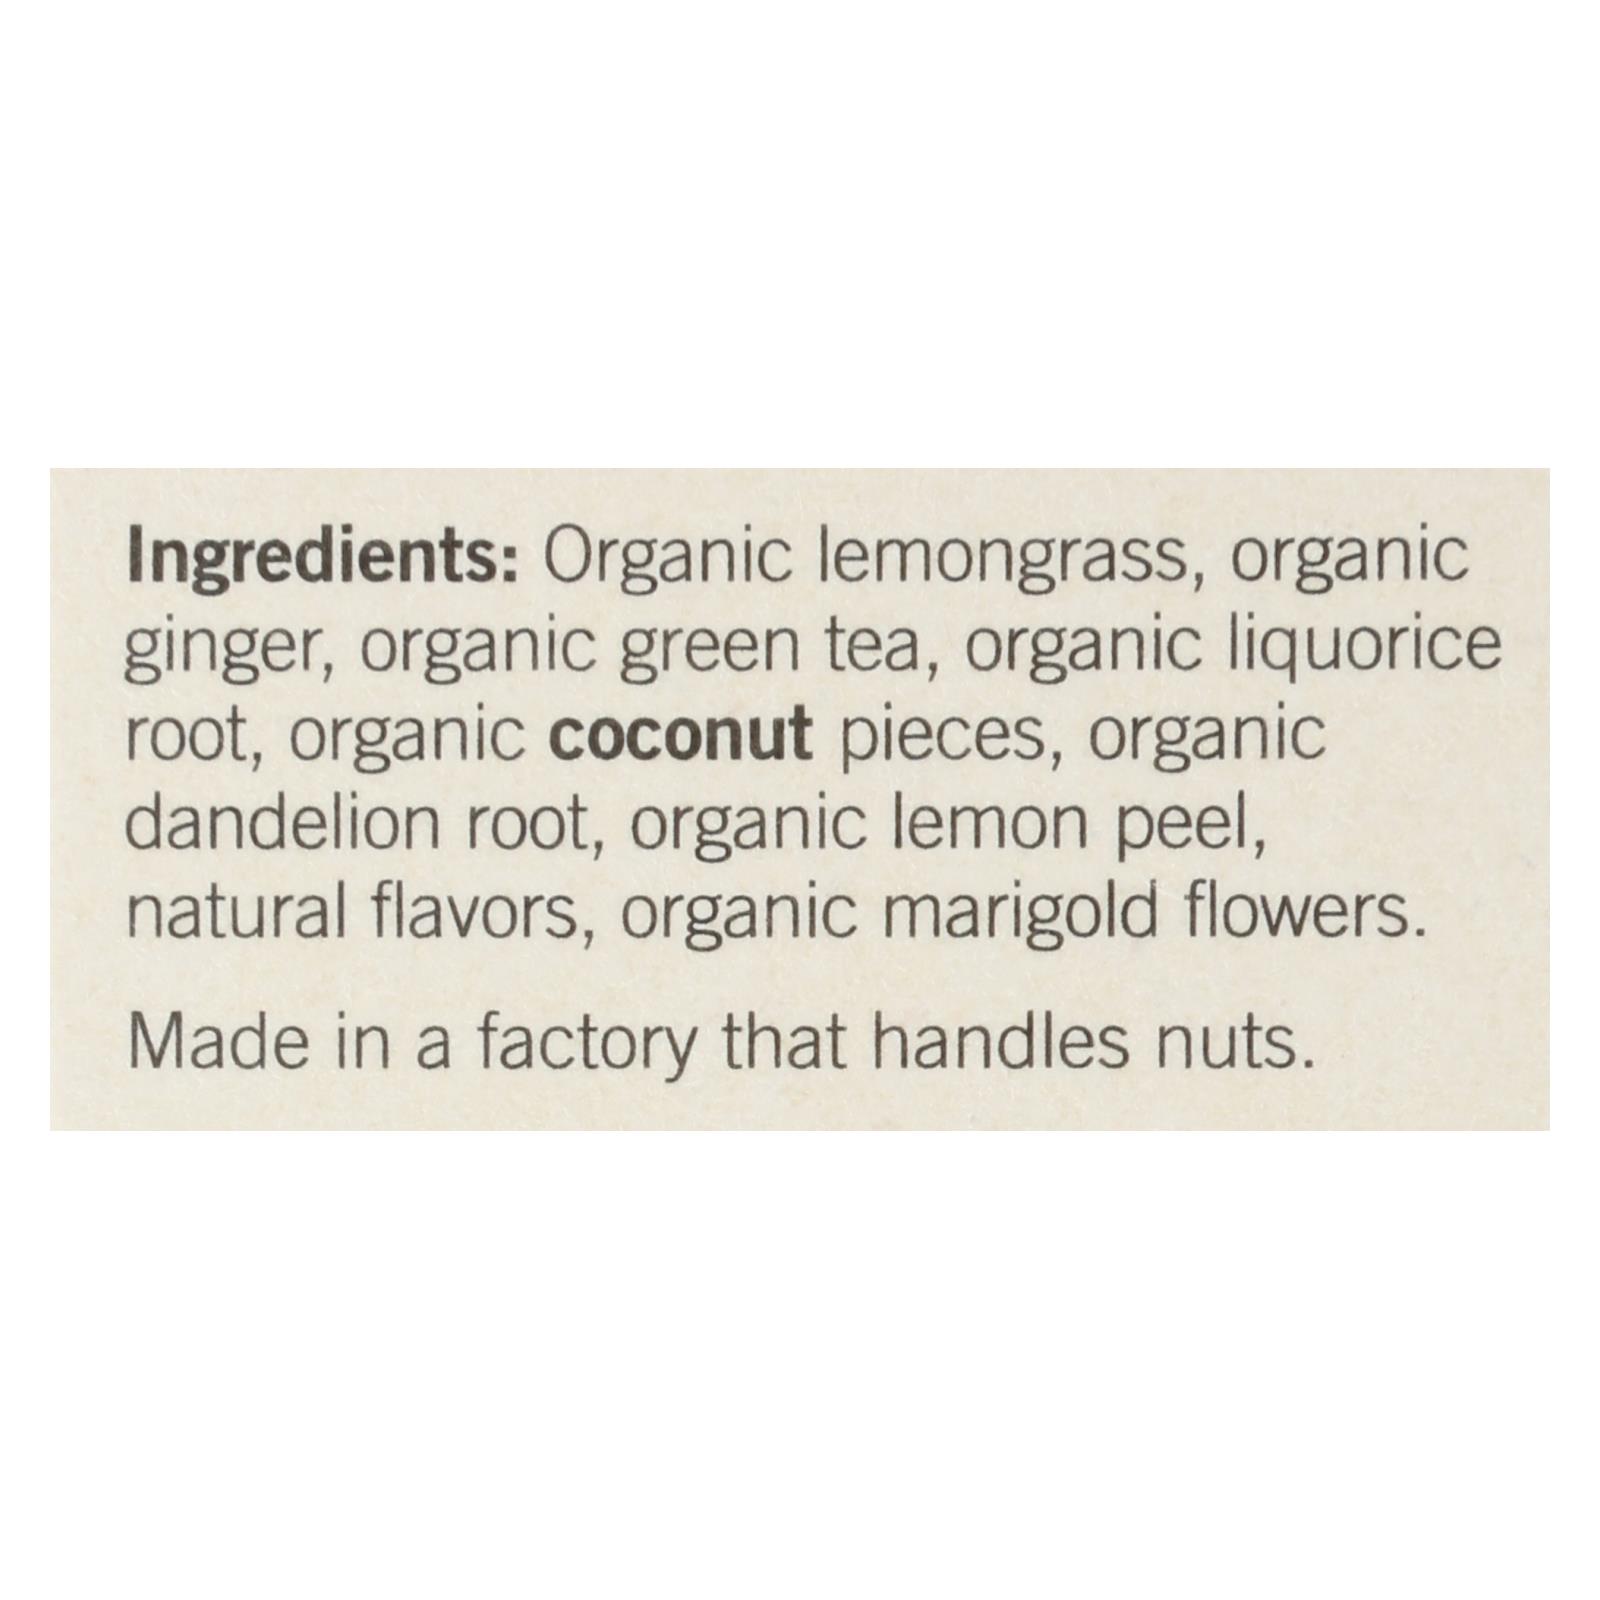 Ingredients: Organic lemongrass, organic
ginger, organic green tea, organic liquorice
root, organic coconut pieces, organic
dandelion root, organic lemon peel,
natural flavors, organic marigold flowers.
Made in a factory that handles nuts.